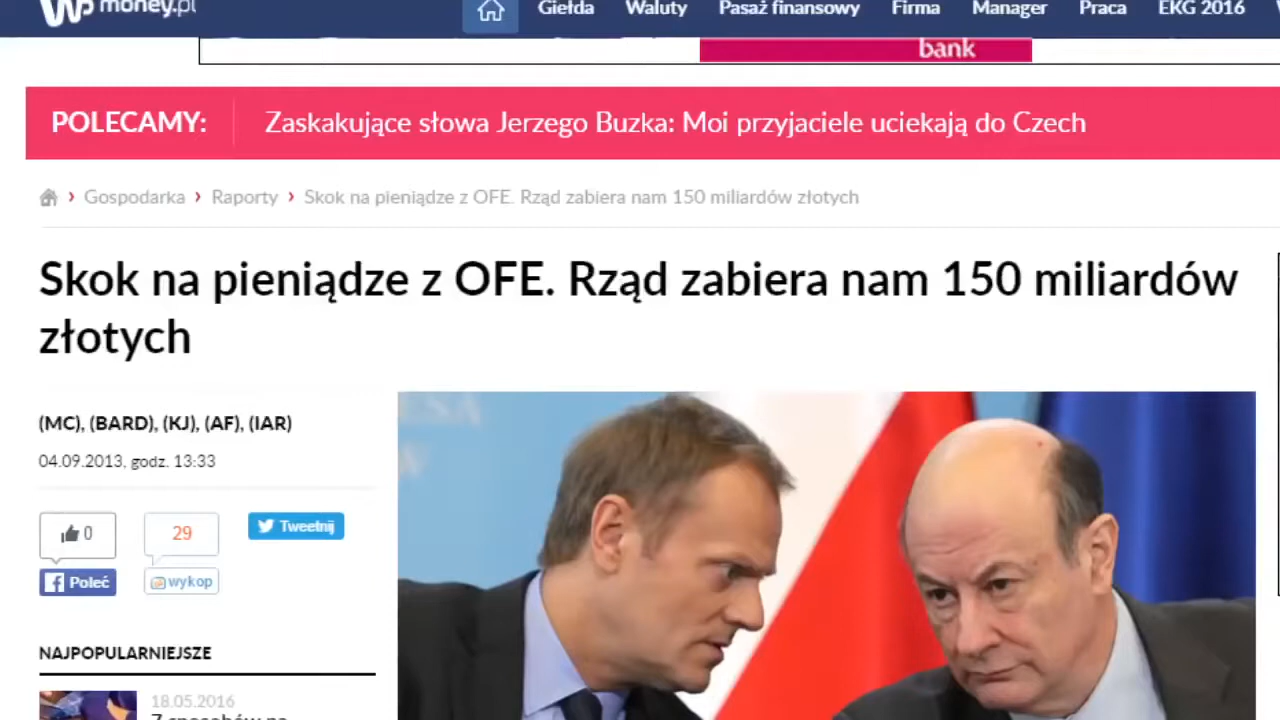 money.pl
Giełda Waluty Pasaż finansowy Firma Manager Praca EKG 2016
bank
POLECAMY: Zaskakujące słowa Jerzego Buzka: Moi przyjaciele uciekają do Czech
Gospodarka › Raporty › Skok na pieniądze z OFE. Rząd zabiera nam 150 miliardów złotych
Skok na pieniądze z OFE. Rząd zabiera nam 150 miliardów
złotych
(MC), (BARD), (KJ), (AF), (IAR)
04.09.2013, godz. 13:33
0 29 Tweetnij
Poleć wykop
NAJPOPULARNIEJSZE
18.05.2016